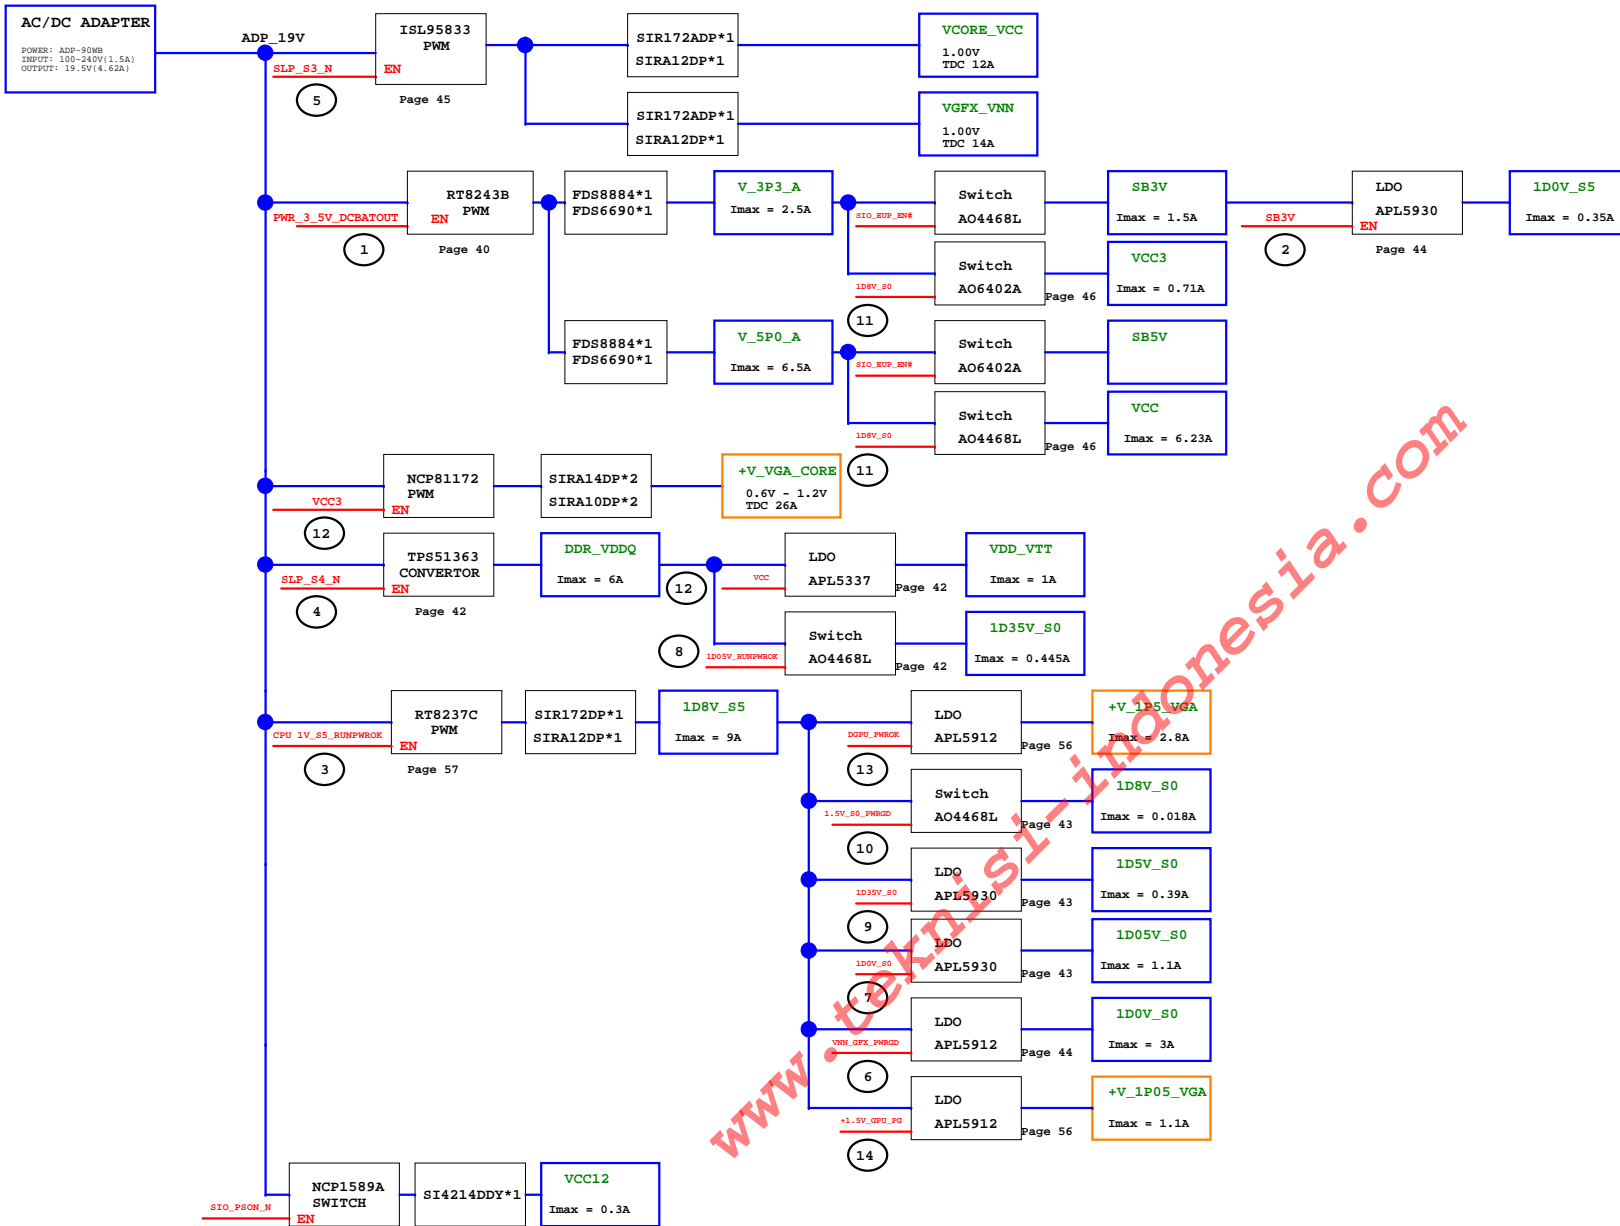 AC/DC ADAPTER
POWER: ADP-90WB
INPUT: 100-240V(1.5A)
OUTPUT: 19.5V(4.62A)
ADP_19V
SLP_S3_N
5
ISL95833
PWM
EN
Page 45
SIR172ADP*1
SIRA12DP*1
VCORE_VCC
1.00V
TDC 12A
SIR172ADP*1
SIRA12DP*1
VGFX_VNN
1.00V
TDC 14A
PWR_3_5V_DCBATOUT
1
RT8243B
PWM
EN
Page 40
FDS8884*1
FDS6690*1
V_3P3_A
Imax = 2.5A
SIO_EUP_EN#
Switch
AO4468L
SB3V
Imax = 1.5A
SB3V
2
LDO
APL5930
EN
Page 44
1D0V_S5
Imax = 0.35A
1D8V_S0
11
Switch
AO6402A
Page 46
VCC3
Imax = 0.71A
FDS8884*1
FDS6690*1
V_5P0_A
Imax = 6.5A
SIO_EUP_EN#
Switch
AO6402A
SB5V
1D8V_S0
11
Switch
AO4468L
Page 46
VCC
Imax = 6.23A
VCC3
12
NCP81172
PWM
EN
SIRA14DP*2
SIRA10DP*2
+V_VGA_CORE
0.6V - 1.2V
TDC 26A
SLP_S4_N
4
TPS51363
CONVERTOR
EN
Page 42
DDR_VDDQ
Imax = 6A
12
VCC
LDO
APL5337
Page 42
VDD_VTT
Imax = 1A
8
1D05V_RUNPWROK
Switch
AO4468L
Page 42
1D35V_S0
Imax = 0.445A
CPU 1V_S5_RUNPWROK
3
RT8237C
PWM
EN
Page 57
SIR172DP*1
SIRA12DP*1
1D8V_S5
Imax = 9A
DGPU_PWROK
13
LDO
APL5912
Page 56
+V_1P5_VGA
Imax = 2.8A
1.5V_S0_PWRGD
10
Switch
AO4468L
Page 43
1D8V_S0
Imax = 0.018A
1D35V_S0
9
LDO
APL5930
Page 43
1D5V_S0
Imax = 0.39A
1D0V_S0
7
LDO
APL5930
Page 43
1D05V_S0
Imax = 1.1A
VNN_GFX_PWRGD
6
LDO
APL5912
Page 44
1D0V_S0
Imax = 3A
+1.5V_GPU_PG
14
LDO
APL5912
Page 56
+V_1P05_VGA
Imax = 1.1A
SIO_PSON_N
NCP1589A
SWITCH
EN
SI4214DDY*1
VCC12
Imax = 0.3A
www.teknisi-indonesia.com